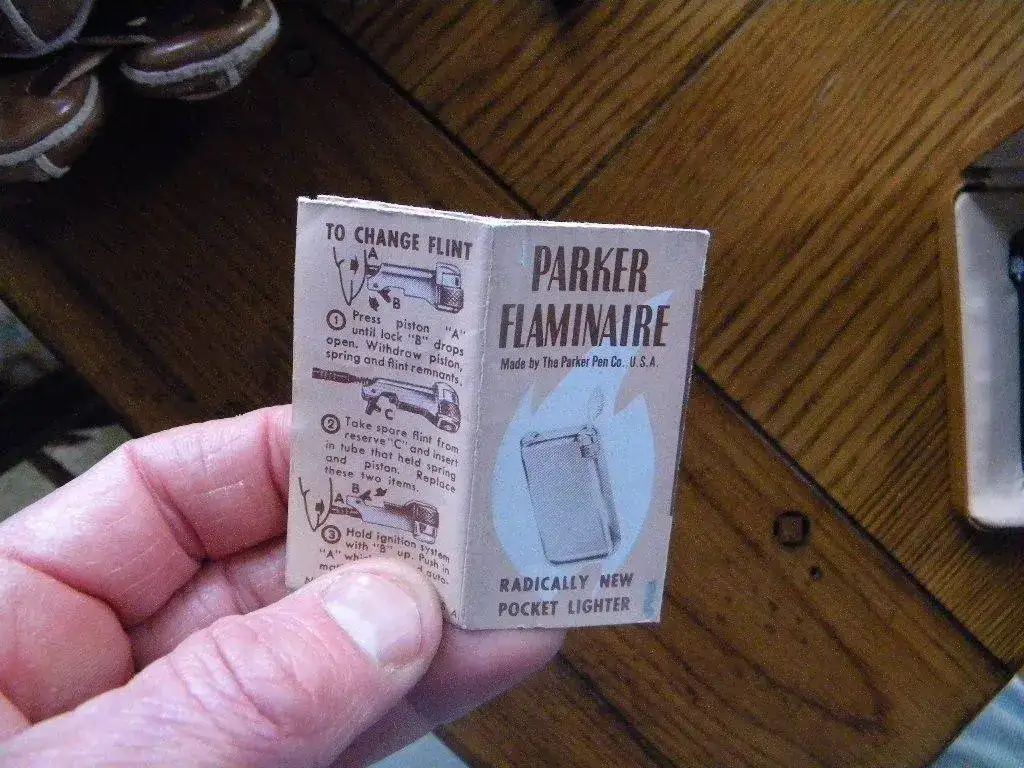 TO CHANGE FLINT
A
B
1 Press piston "A"
until lock "B" drops
open. Withdraw piston,
spring and flint remnants.
C
2 Take spare flint from
reserve "C" and insert
in tube that held spring
and piston. Replace
these two items.
B
A
3 Hold ignition system
with "B" up. Push in
"A"
PARKER
FLAMINAIRE
Made by The Parker Pen Co. U.S.A.
RADICALLY NEW
POCKET LIGHTER